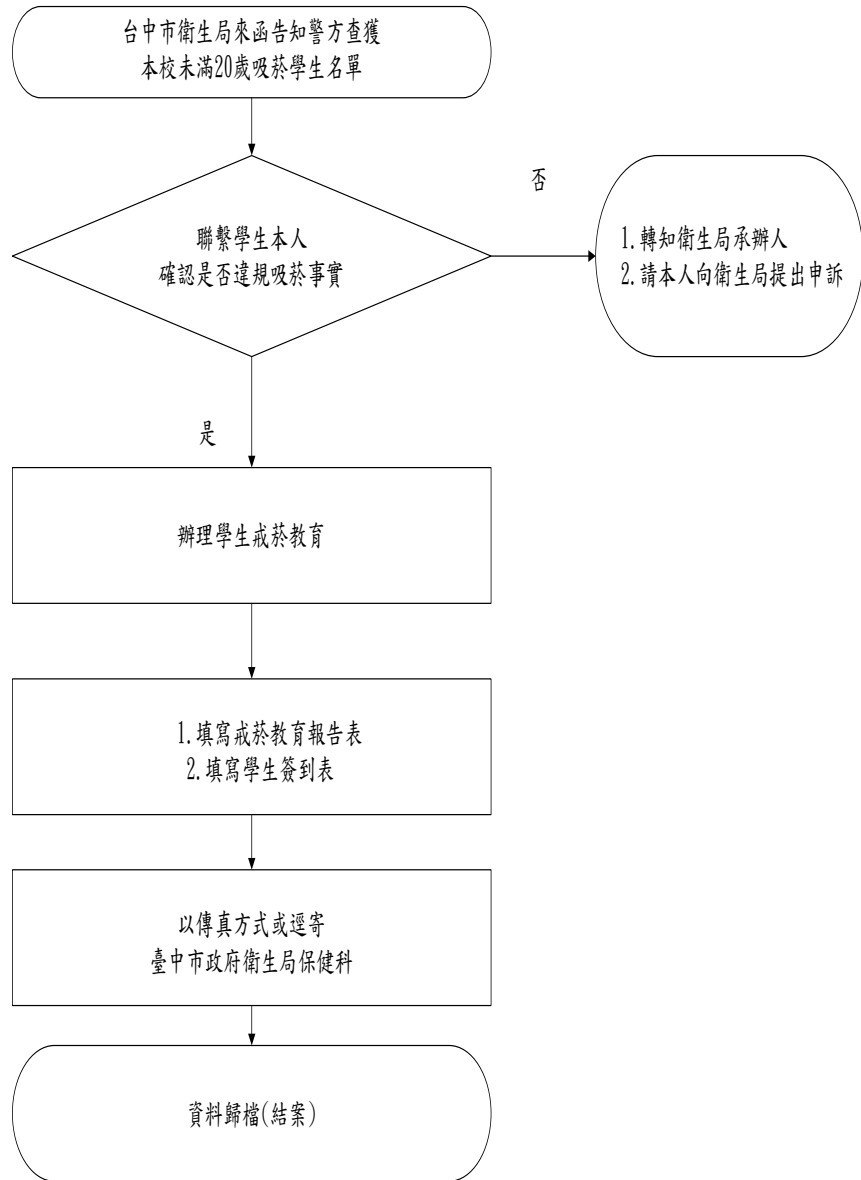 台中市衛生局來函告知警方查獲
本校未滿20歲吸菸學生名單
聯繫學生本人
確認是否違規吸菸事實
否
1.轉知衛生局承辦人
2.請本人向衛生局提出申訴
是
辦理學生戒菸教育
1.填寫戒菸教育報告表
2.填寫學生簽到表
以傳真方式或逕寄
臺中市政府衛生局保健科
資料歸檔(結案)